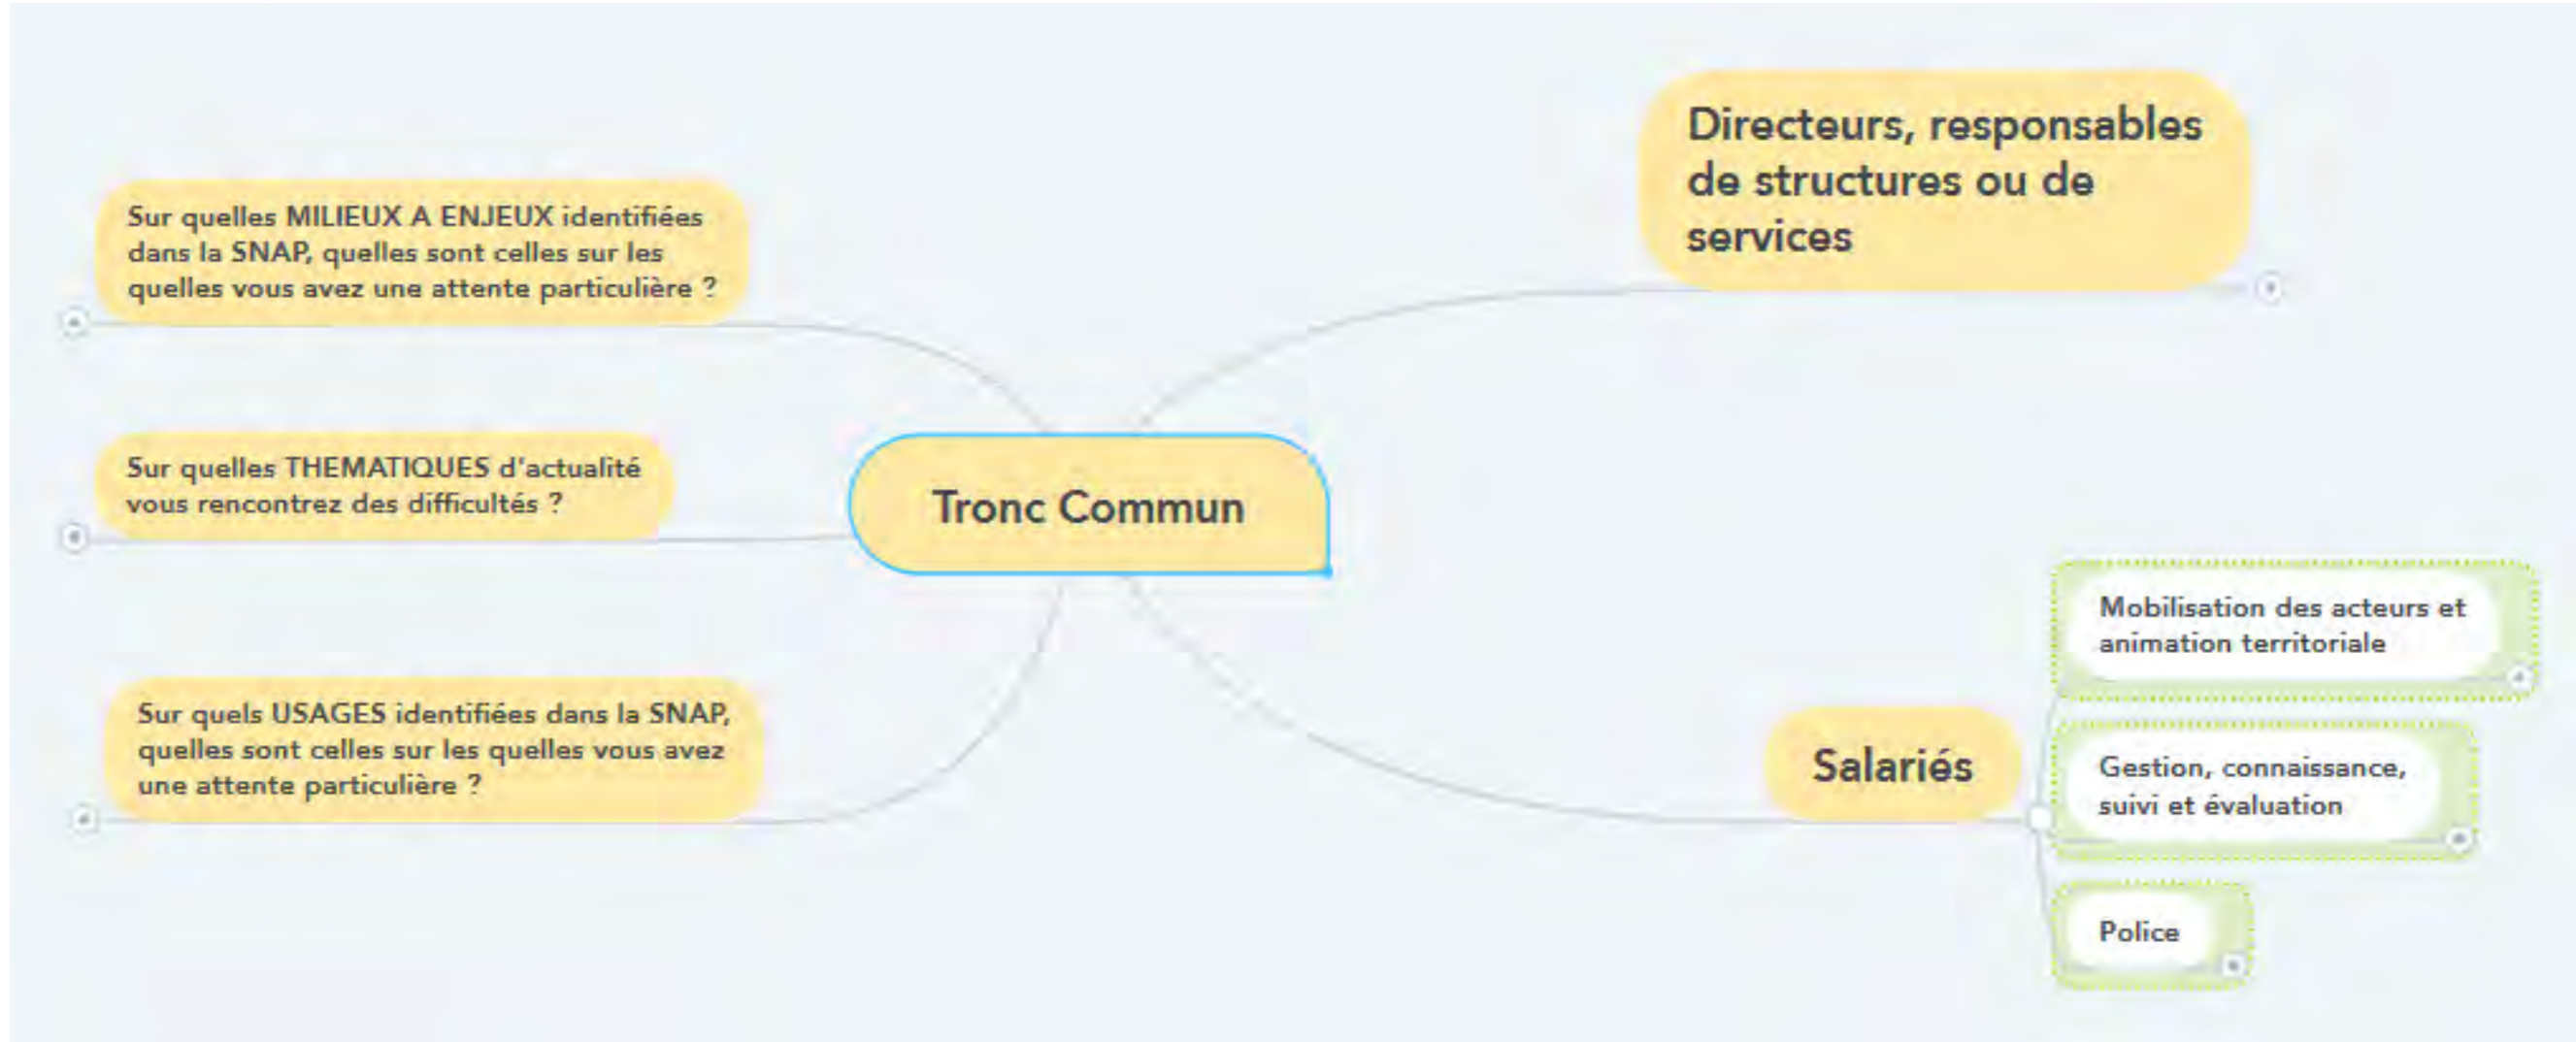 Sur quelles MILIEUX A ENJEUX identifiées
dans la SNAP, quelles sont celles sur les
quelles vous avez une attente particulière ?
Sur quelles THEMATIQUES d'actualité
vous rencontrez des difficultés ?
Sur quels USAGES identifiées dans la SNAP,
quelles sont celles sur les quelles vous avez
une attente particulière ?
Tronc Commun
Directeurs, responsables
de structures ou de
services
Salariés
Mobilisation des acteurs et
animation territoriale
Gestion, connaissance,
suivi et évaluation
Police